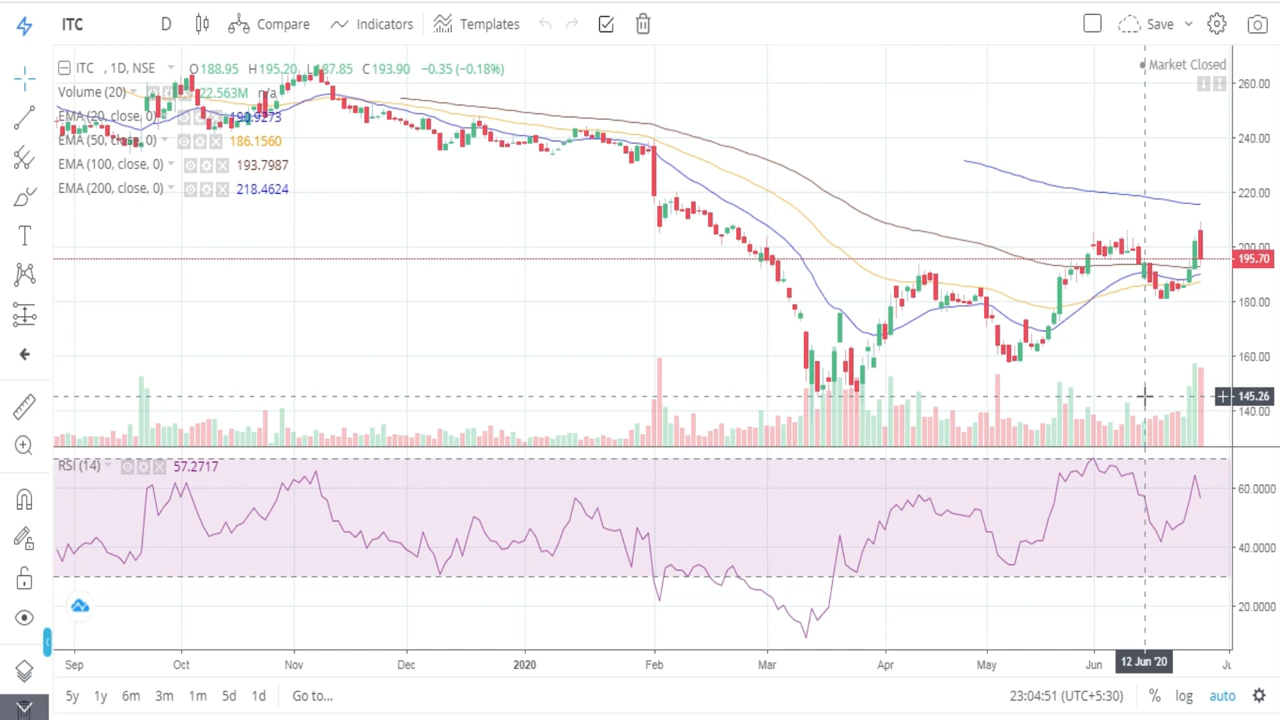 ITC D Compare Indicators Templates Save
ITC , 1D, NSE O188.95 H195.20 L187.85 C193.90 −0.35 (−0.18%)
Market Closed
Volume (20) 22.563M n/a
EMA (20, close, 0) 190.9273
EMA (50, close, 0) 186.1560
EMA (100, close, 0) 193.7987
EMA (200, close, 0) 218.4624
260.00
240.00
220.00
200.00
195.70
180.00
160.00
145.26
140.00
RSI (14) 57.2717
60.0000
40.0000
20.0000
Sep Oct Nov Dec 2020 Feb Mar Apr May Jun 12 Jun '20
5y 1y 6m 3m 1m 5d 1d Go to... 23:04:51 (UTC+5:30) % log auto